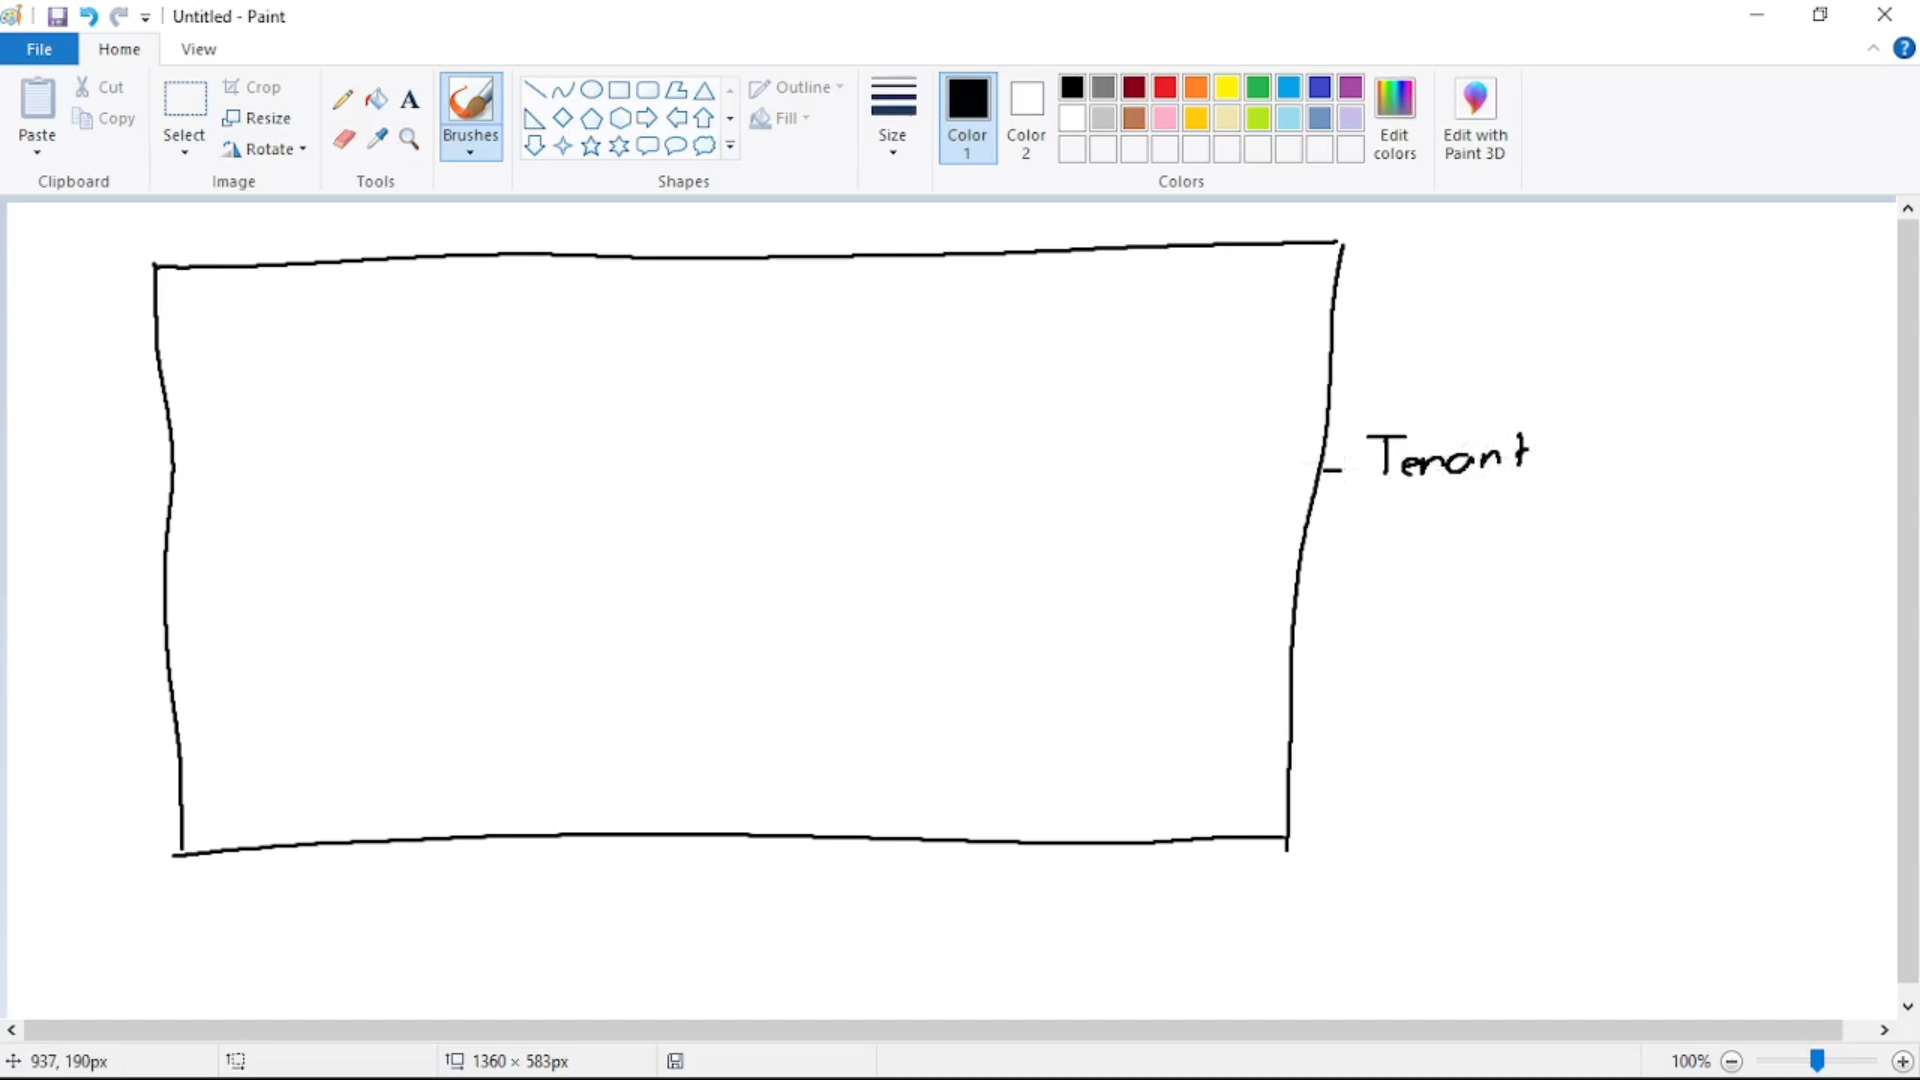 Untitled - Paint
File Home View
Paste
Cut
Copy
Clipboard
Select
Crop
Resize
Rotate
Image
A
Tools
Brushes
Shapes
Outline
Fill
Size
Color 1
Color 2
Edit colors
Colors
Edit with Paint 3D
Tenant
937, 190px
1360 × 583px
100%